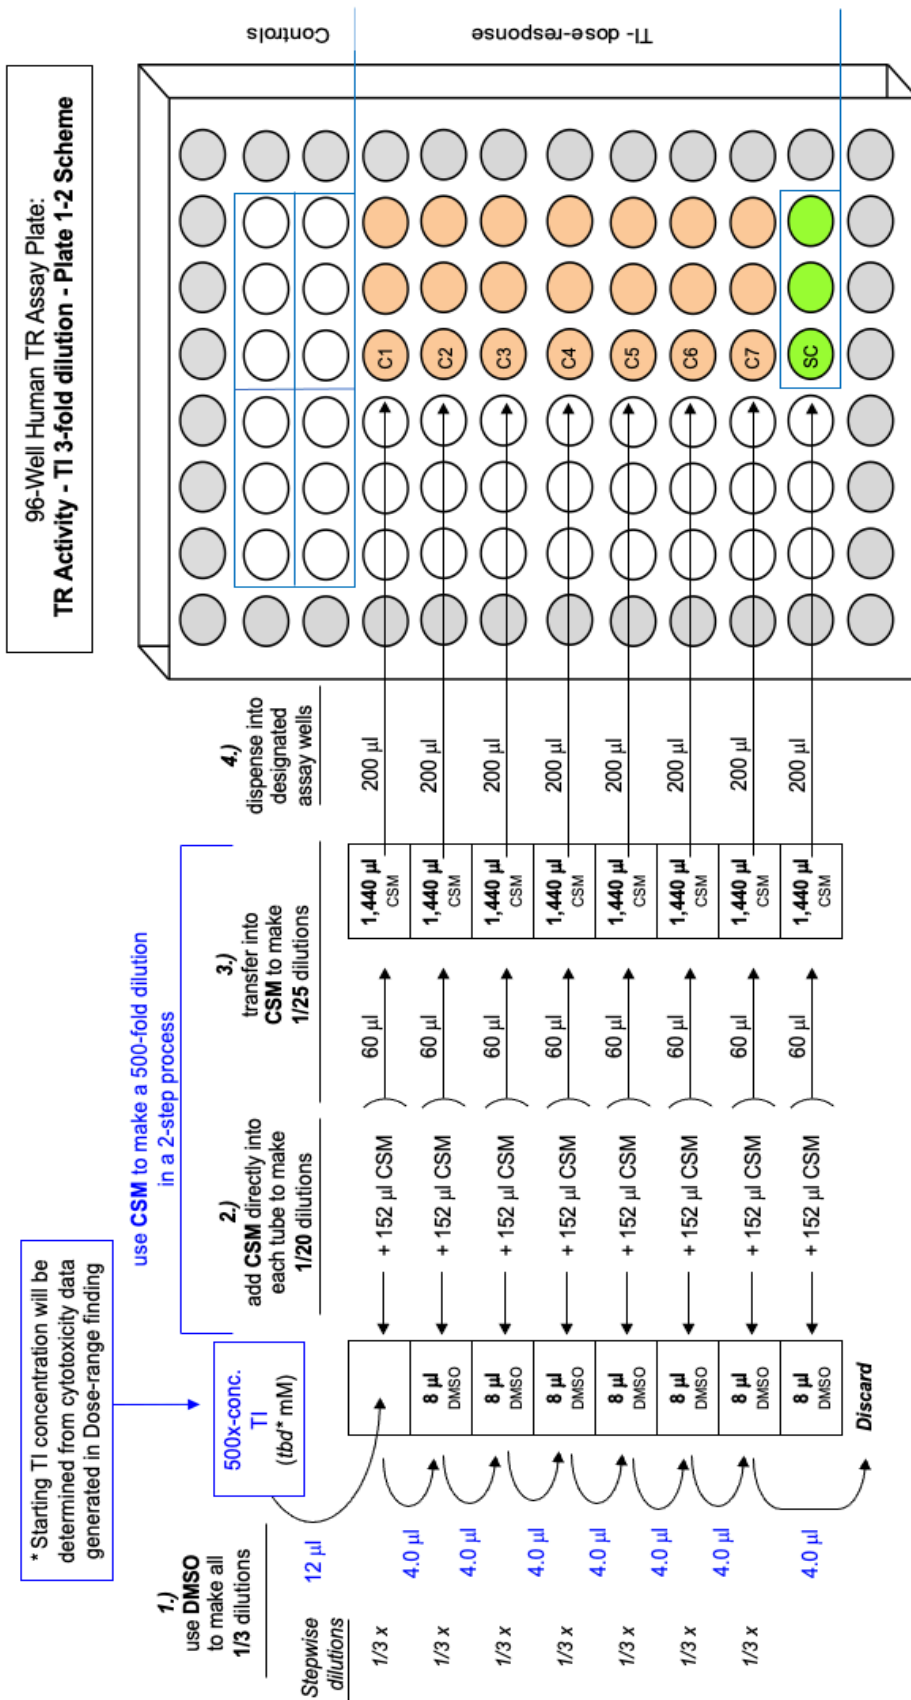 96-Well Human TR Assay Plate:
TR Activity - TI 3-fold dilution - Plate 1-2 Scheme
* Starting TI concentration will be
determined from cytotoxicity data
generated in Dose-range finding
use CSM to make a 500-fold dilution
in a 2-step process
1.)
use DMSO
to make all
1/3 dilutions
500x-conc.
TI
(tbd* mM)
2.)
add CSM directly into
each tube to make
1/20 dilutions
3.)
transfer into
CSM to make
1/25 dilutions
4.)
dispense into
designated
assay wells
Stepwise
dilutions
12 µl
Controls
TI- dose-response
1/3 x
4.0 µl
+ 152 µl CSM
60 µl
1,440 µl
CSM
200 µl
C1
1/3 x
4.0 µl
8 µl
DMSO
+ 152 µl CSM
60 µl
1,440 µl
CSM
200 µl
C2
1/3 x
4.0 µl
8 µl
DMSO
+ 152 µl CSM
60 µl
1,440 µl
CSM
200 µl
C3
1/3 x
4.0 µl
8 µl
DMSO
+ 152 µl CSM
60 µl
1,440 µl
CSM
200 µl
C4
1/3 x
4.0 µl
8 µl
DMSO
+ 152 µl CSM
60 µl
1,440 µl
CSM
200 µl
C5
1/3 x
4.0 µl
8 µl
DMSO
+ 152 µl CSM
60 µl
1,440 µl
CSM
200 µl
C6
1/3 x
8 µl
DMSO
+ 152 µl CSM
60 µl
1,440 µl
CSM
200 µl
C7
4.0 µl
8 µl
DMSO
+ 152 µl CSM
60 µl
1,440 µl
CSM
200 µl
SC
Discard